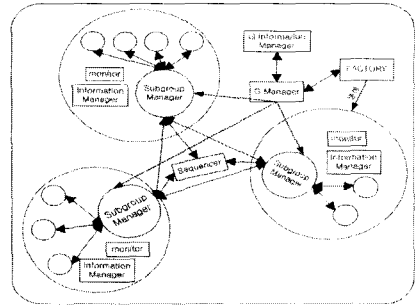 monitor
Information
Manager
Subgroup
Manager
Information
Manager
G Manager
FACTORY
monitor
Information
Manager
Subgroup
Manager
Sequencer
Subgroup
Manager
monitor
Information
Manager